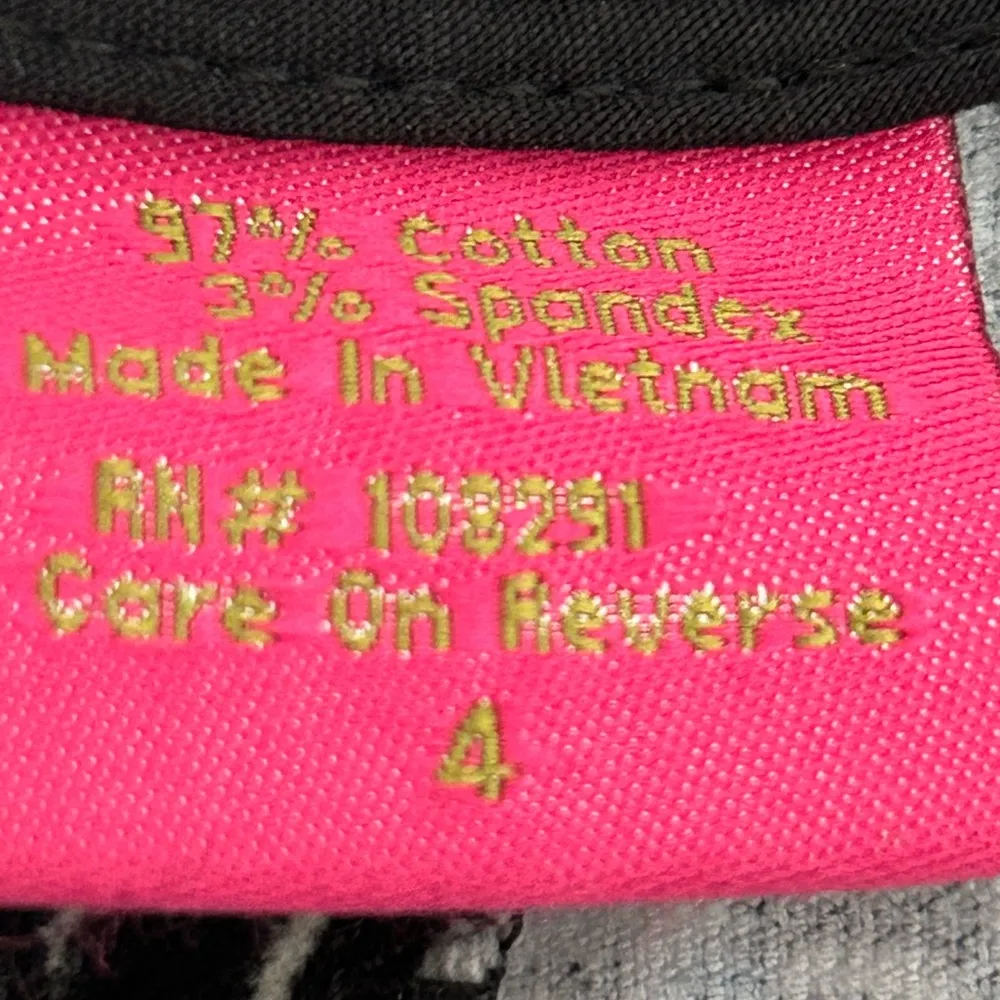 97% Cotton
3% Spandex
Made In Vietnam
RN# 108291
Care On Reverse
4